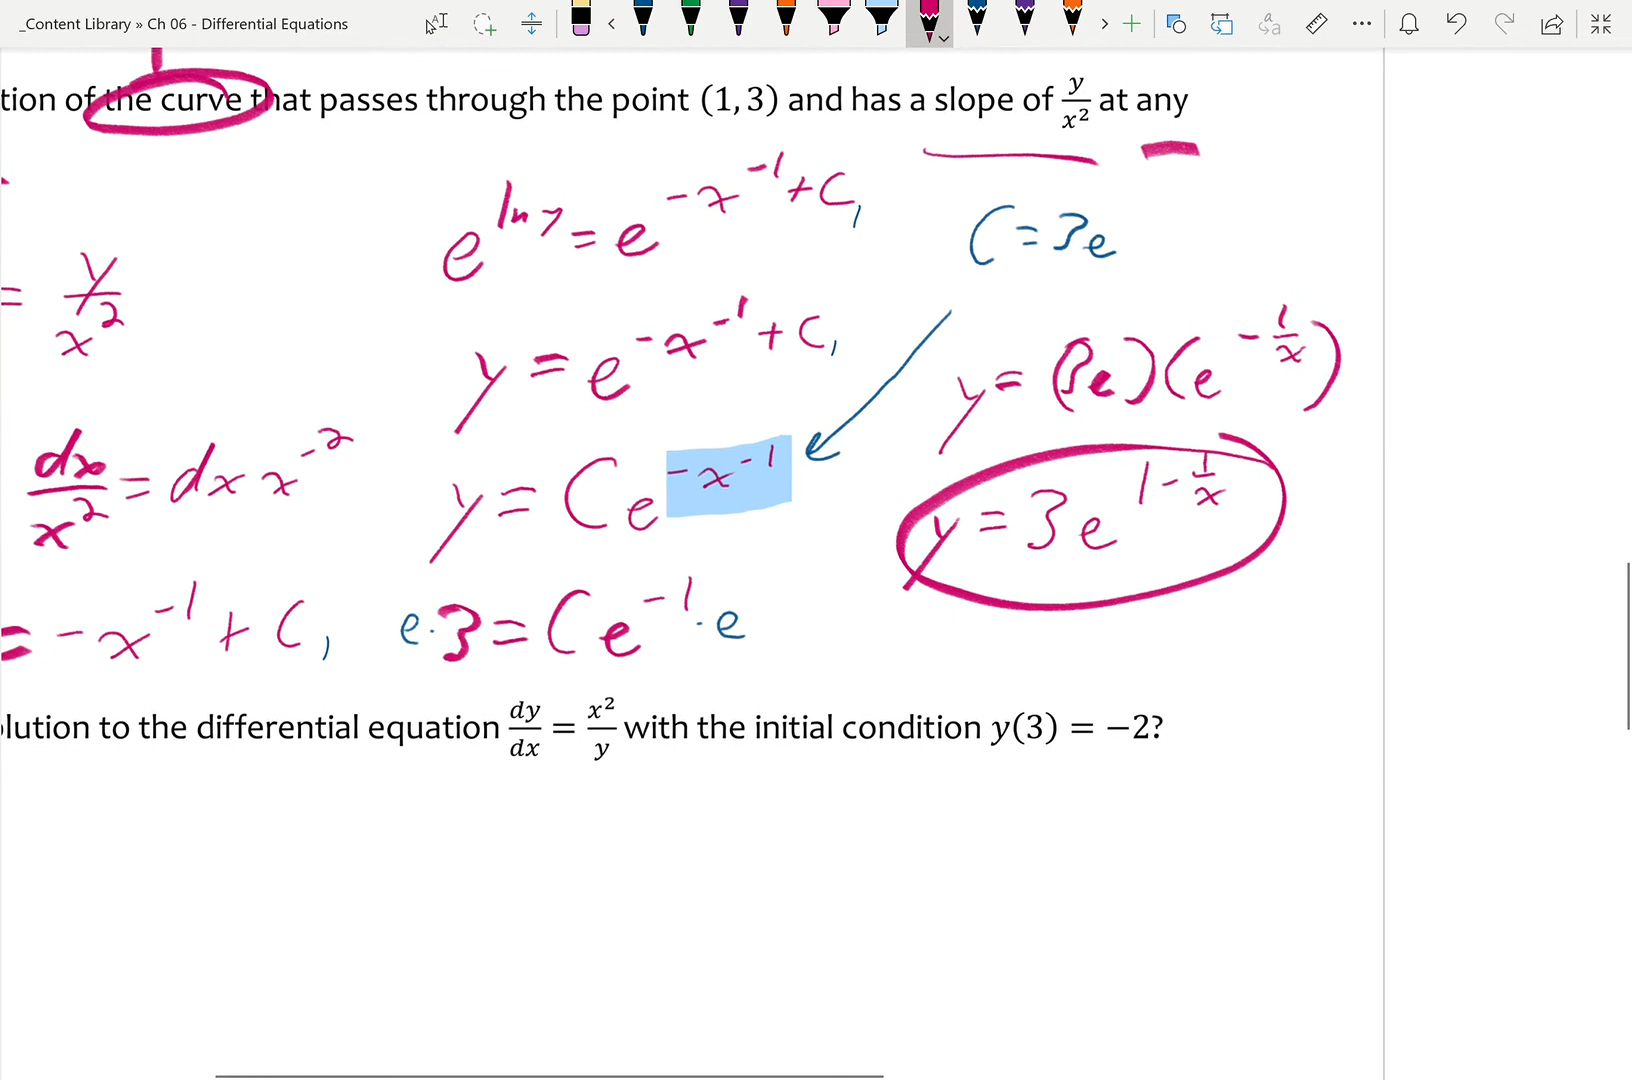 _Content Library » Ch 06 - Differential Equations
tion of the curve that passes through the point (1, 3) and has a slope of y/x² at any
e^(ln y) = e^(-x^(-1) + C₁)
C = 3e
= y/x²
y = e^(-x^(-1) + C₁)
y = (3e)(e^(-1/x))
dx/x² = dx x^(-2)
y = Ce^(-x^(-1))
y = 3e^(1 - 1/x)
= -x^(-1) + C₁
e · 3 = Ce^(-1) · e
lution to the differential equation dy/dx = x²/y with the initial condition y(3) = −2?